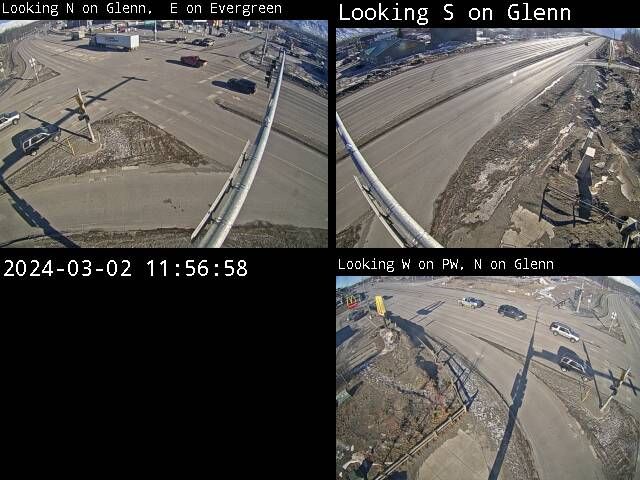 Looking N on Glenn,  E on Evergreen
Looking S on Glenn
2024-03-02 11:56:58
Looking W on PW, N on Glenn